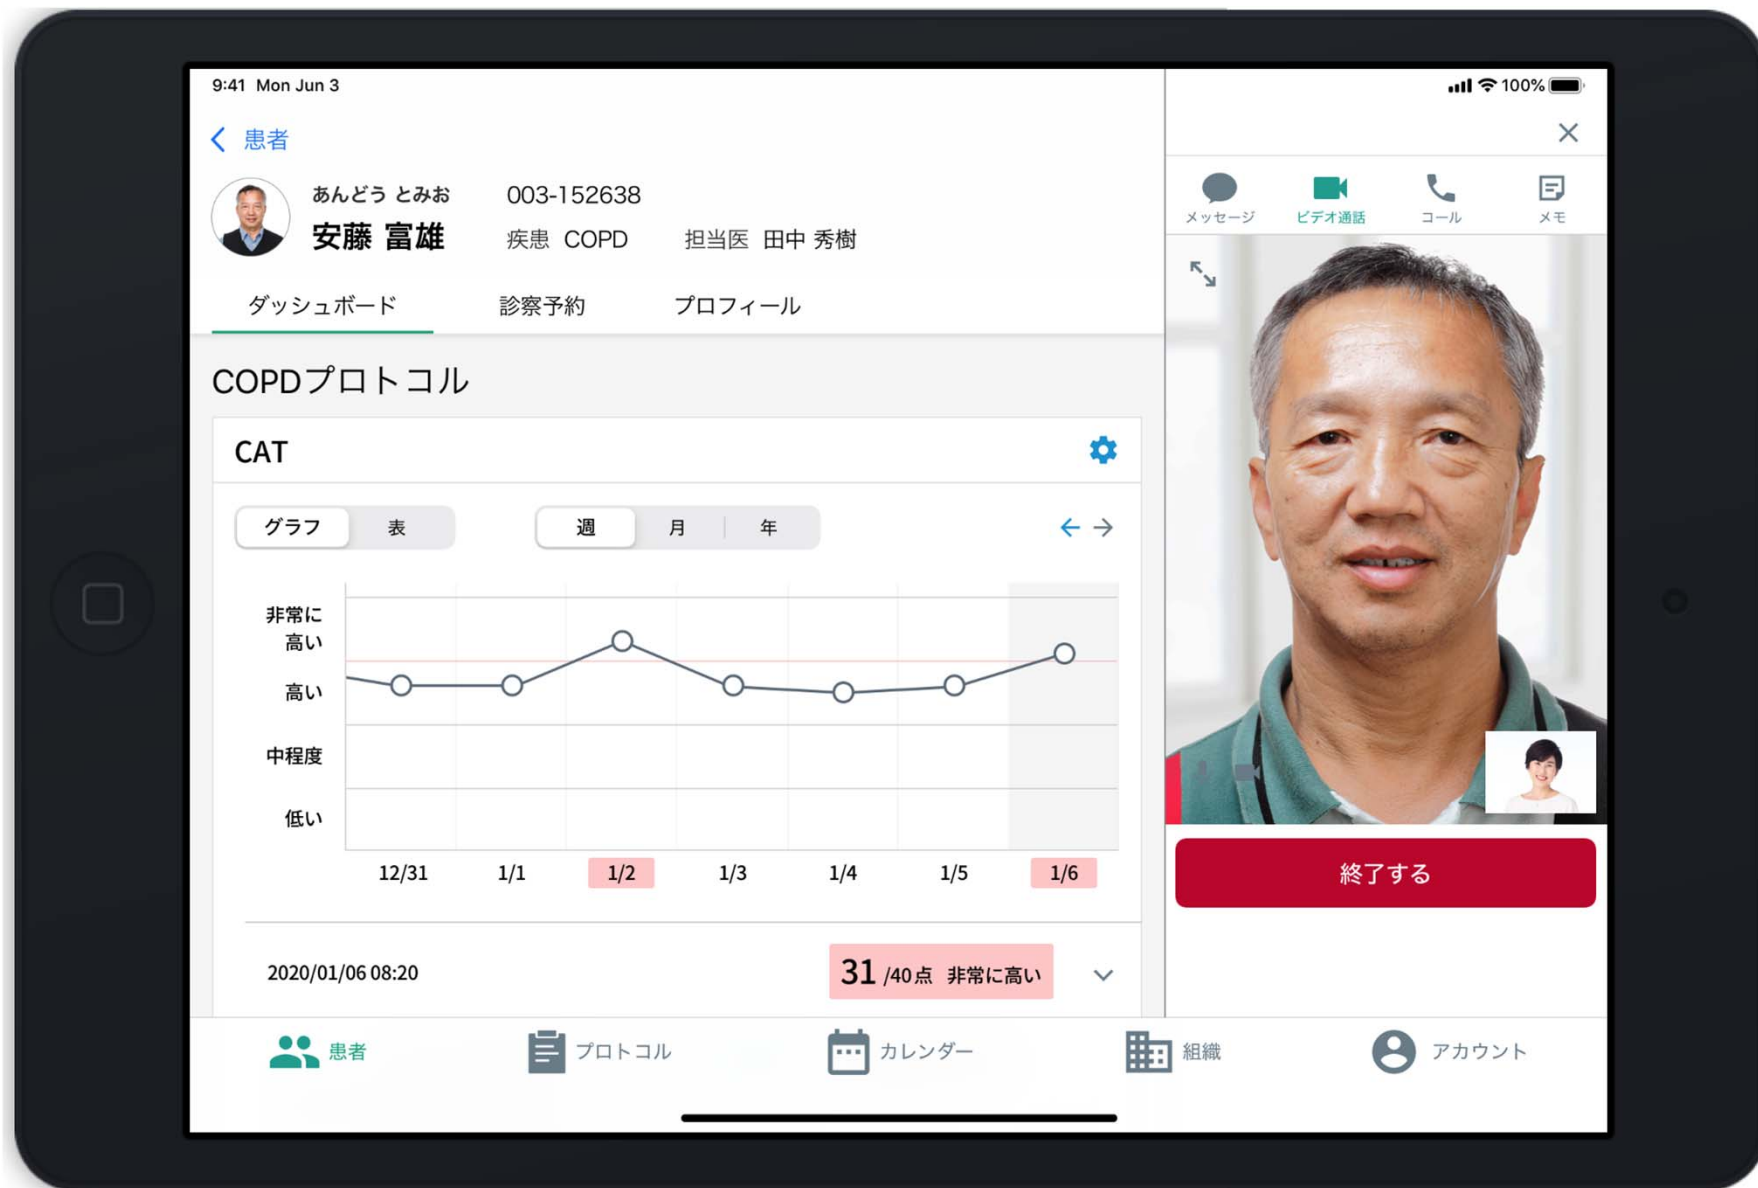 9:41 Mon Jun 3
100%
患者
あんどう とみお
003-152638
安藤 富雄
疾患 COPD
担当医 田中 秀樹
ダッシュボード
診察予約
プロフィール
メッセージ
ビデオ通話
コール
メモ
COPDプロトコル
CAT
グラフ
表
週
月
年
非常に
高い
高い
中程度
低い
12/31
1/1
1/2
1/3
1/4
1/5
1/6
2020/01/06 08:20
31 /40点 非常に高い
終了する
患者
プロトコル
カレンダー
組織
アカウント